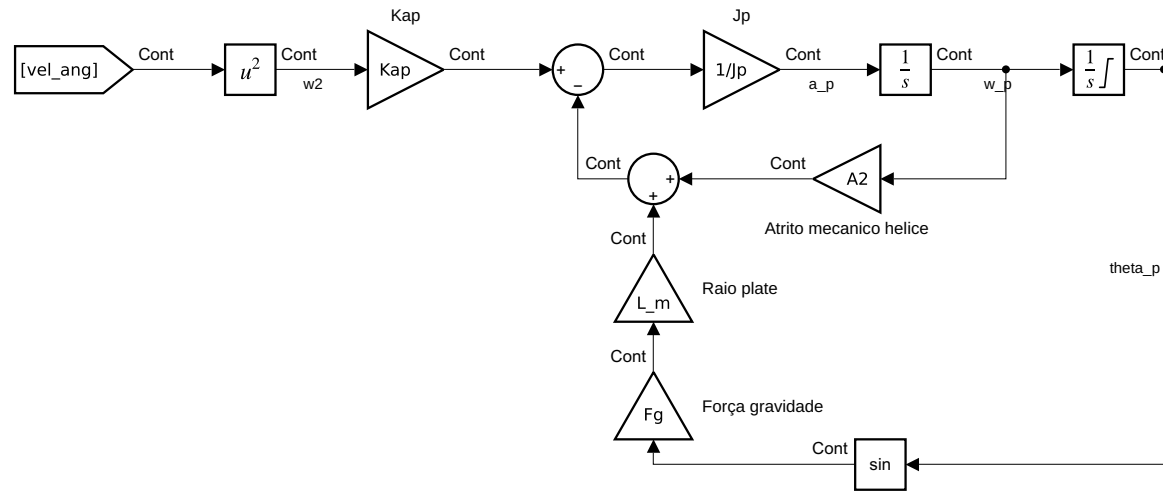 Kap
Jp
[vel_ang]
Cont
u²
Cont
w2
Kap
Cont
+
−
Cont
1/Jp
Cont
a_p
1
s
Cont
w_p
1
s
Cont
Cont
+
+
Cont
A2
Atrito mecanico helice
Cont
theta_p
L_m
Raio plate
Cont
Fg
Força gravidade
Cont
sin